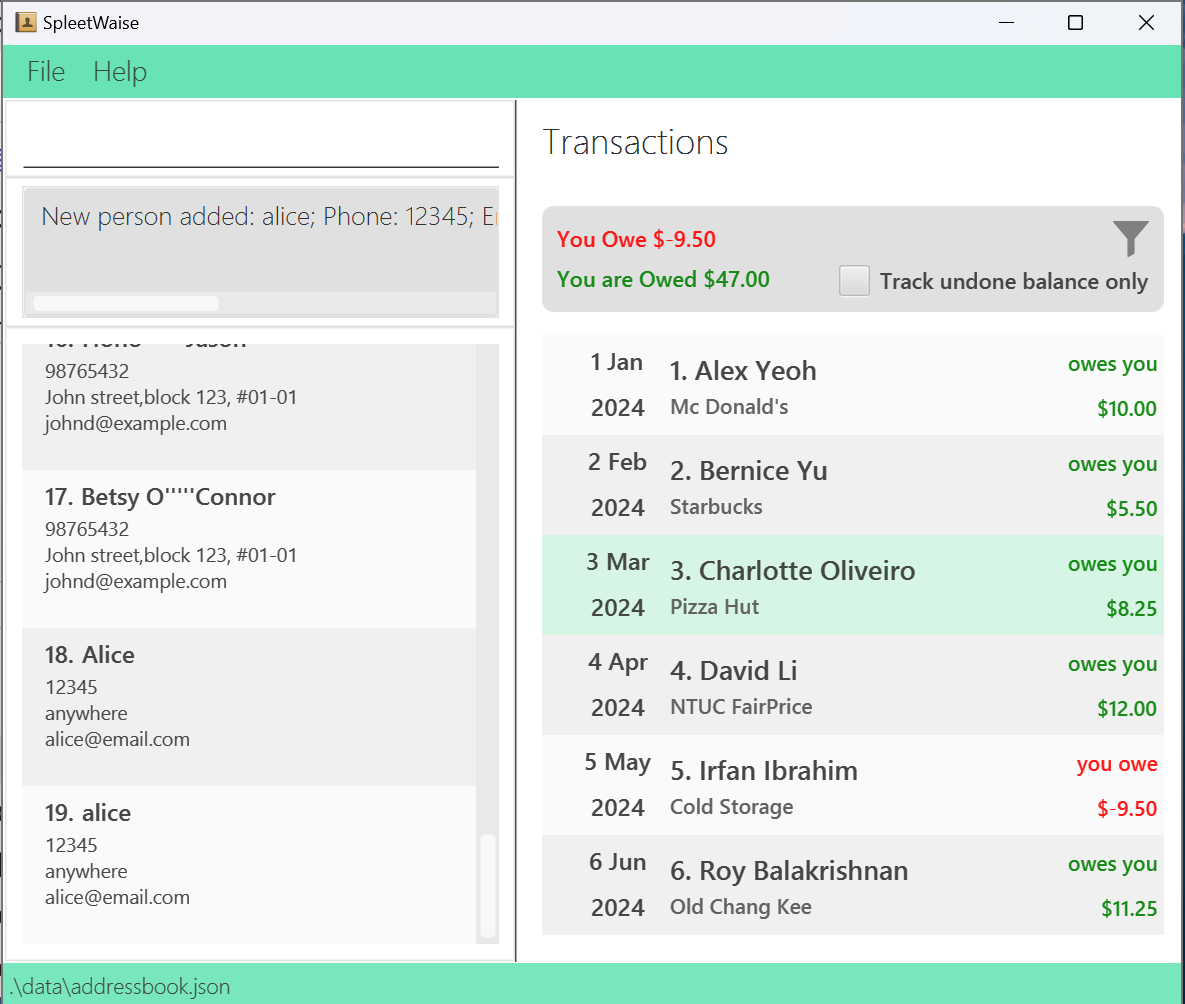 SpleetWaise
File Help
New person added: alice; Phone: 12345;
98765432
John street,block 123, #01-01
johnd@example.com
17. Betsy O'''''Connor
98765432
John street,block 123, #01-01
johnd@example.com
18. Alice
12345
anywhere
alice@email.com
19. alice
12345
anywhere
alice@email.com
Transactions
You Owe $-9.50
You are Owed $47.00
Track undone balance only
1 Jan 2024
1. Alex Yeoh
Mc Donald's
owes you
$10.00
2 Feb 2024
2. Bernice Yu
Starbucks
owes you
$5.50
3 Mar 2024
3. Charlotte Oliveiro
Pizza Hut
owes you
$8.25
4 Apr 2024
4. David Li
NTUC FairPrice
owes you
$12.00
5 May 2024
5. Irfan Ibrahim
Cold Storage
you owe
$-9.50
6 Jun 2024
6. Roy Balakrishnan
Old Chang Kee
owes you
$11.25
.\data\addressbook.json